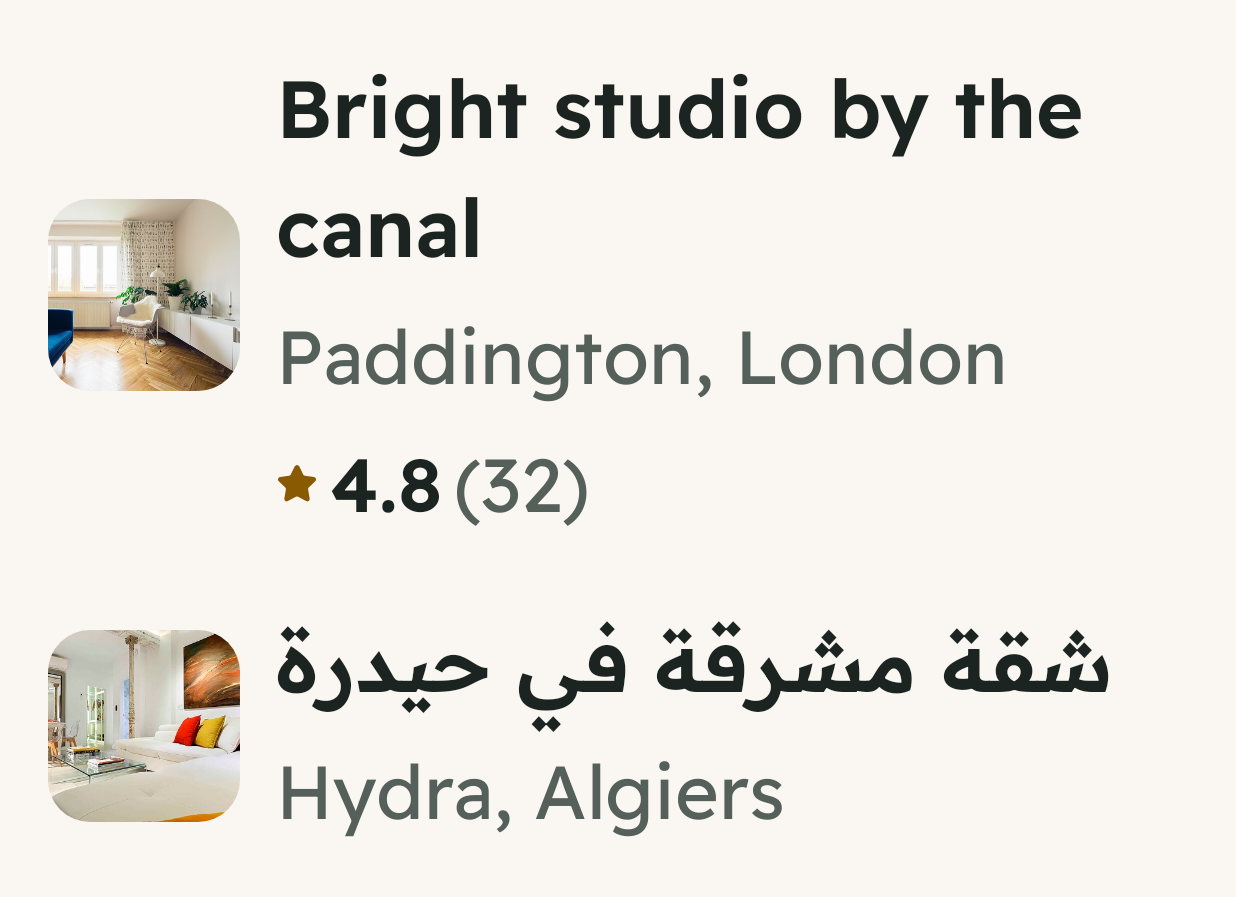 Bright studio by the
canal
Paddington, London
4.8 (32)
شقة مشرقة في حيدرة
Hydra, Algiers